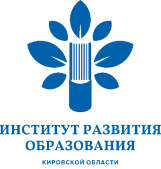 ИНСТИТУТ РАЗВИТИЯ
ОБРАЗОВАНИЯ
КИРОВСКОЙ ОБЛАСТИ